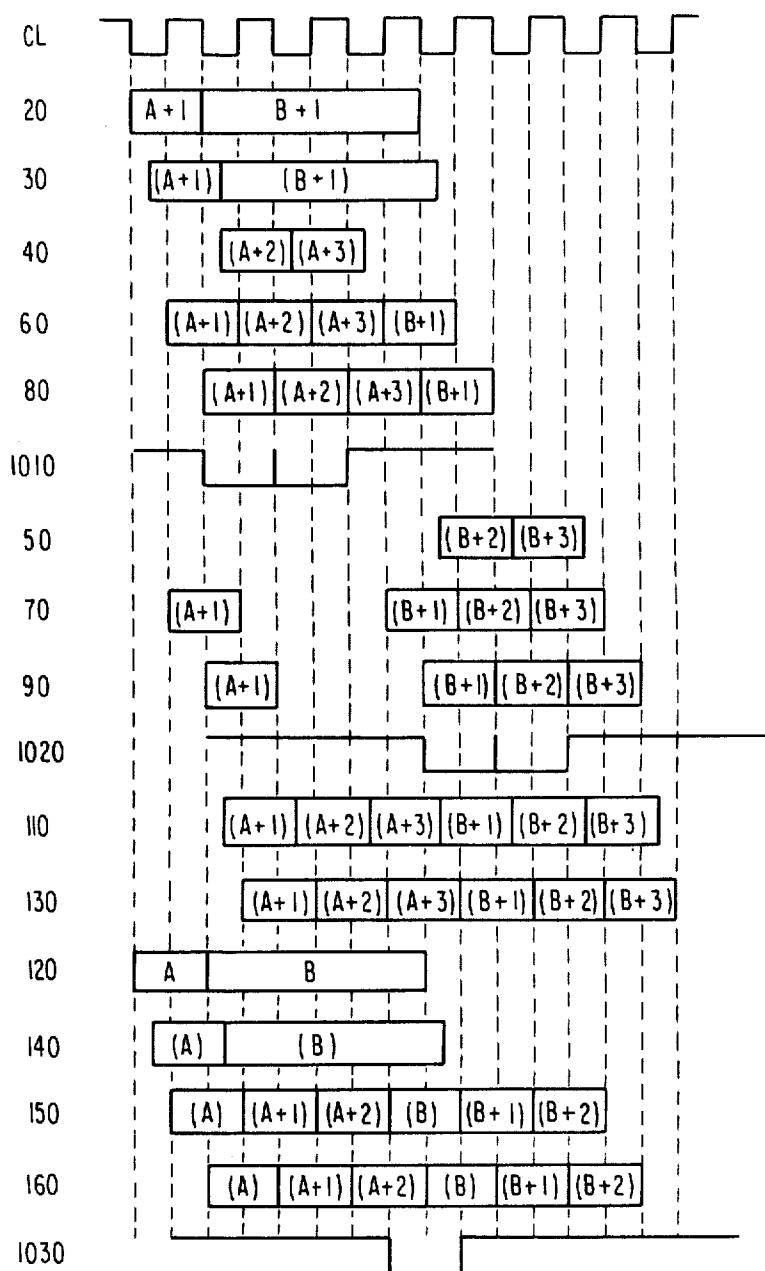 CL
20 A+1 B+1
30 (A+1) (B+1)
40 (A+2) (A+3)
60 (A+1) (A+2) (A+3) (B+1)
80 (A+1) (A+2) (A+3) (B+1)
1010
50 (B+2) (B+3)
70 (A+1) (B+1) (B+2) (B+3)
90 (A+1) (B+1) (B+2) (B+3)
1020
110 (A+1) (A+2) (A+3) (B+1) (B+2) (B+3)
130 (A+1) (A+2) (A+3) (B+1) (B+2) (B+3)
120 A B
140 (A) (B)
150 (A) (A+1) (A+2) (B) (B+1) (B+2)
160 (A) (A+1) (A+2) (B) (B+1) (B+2)
1030